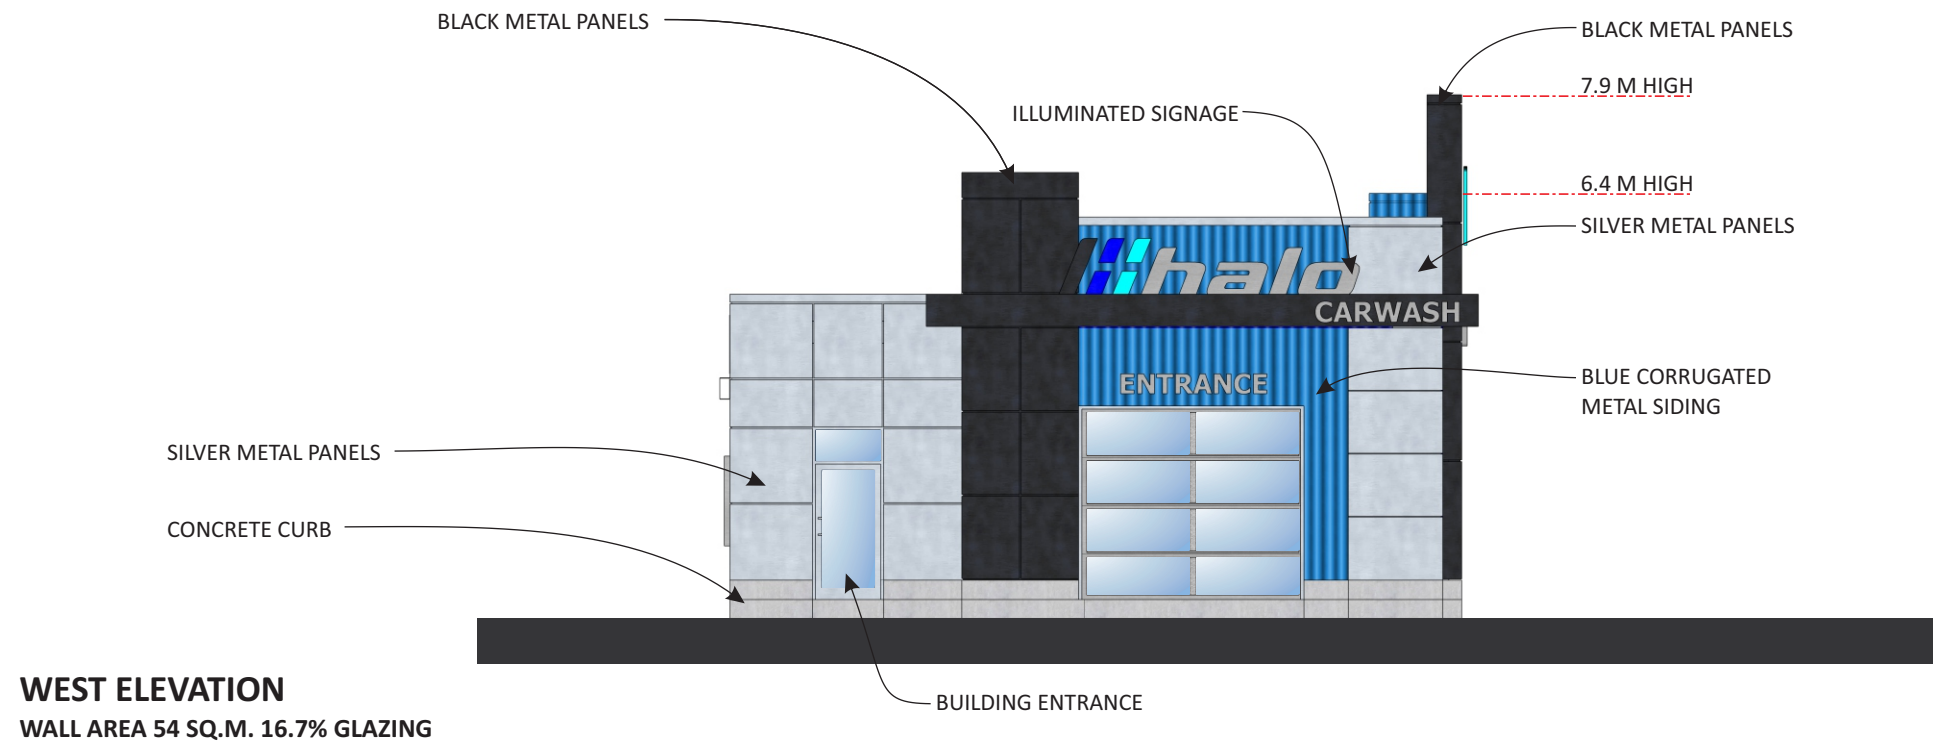 BLACK METAL PANELS
BLACK METAL PANELS
7.9 M HIGH
ILLUMINATED SIGNAGE
6.4 M HIGH
SILVER METAL PANELS
halo
CARWASH
ENTRANCE
BLUE CORRUGATED
METAL SIDING
SILVER METAL PANELS
CONCRETE CURB
BUILDING ENTRANCE
WEST ELEVATION
WALL AREA 54 SQ.M. 16.7% GLAZING